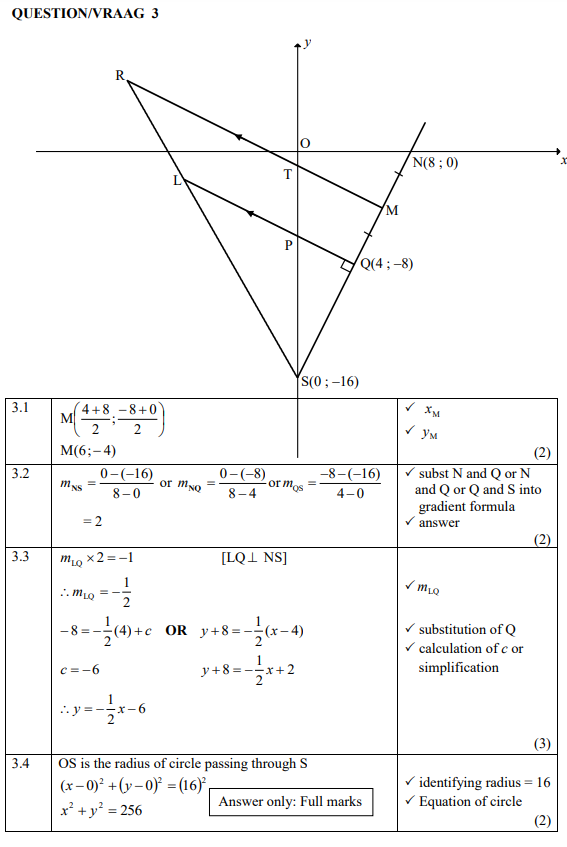 QUESTION/VRAAG 3
y
R
O
x
T
N(8 ; 0)
L
M
P
Q(4 ; –8)
S(0 ; –16)
3.1
M((4+8)/2 ; (–8+0)/2)
M(6;–4)
✓ x_M
✓ y_M
(2)
3.2
m_NS = (0–(–16))/(8–0) or m_NQ = (0–(–8))/(8–4) or m_QS = (–8–(–16))/(4–0)
= 2
✓ subst N and Q or N
and Q or Q and S into
gradient formula
✓ answer
(2)
3.3
m_LQ × 2 = –1 [LQ⊥ NS]
∴ m_LQ = –1/2
–8 = –1/2(4) + c OR y + 8 = –1/2(x – 4)
c = –6 y + 8 = –1/2x + 2
∴ y = –1/2x – 6
✓ m_LQ
✓ substitution of Q
✓ calculation of c or
simplification
(3)
3.4
OS is the radius of circle passing through S
(x – 0)² + (y – 0)² = (16)²
x² + y² = 256
Answer only: Full marks
✓ identifying radius = 16
✓ Equation of circle
(2)